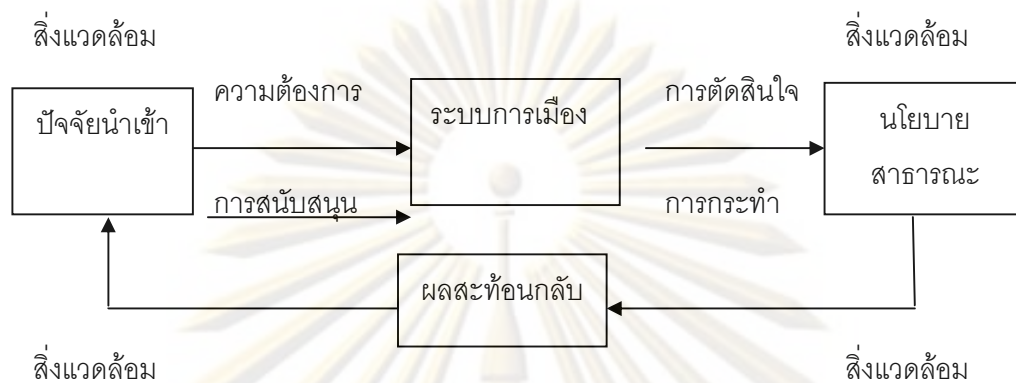 สิ่งแวดล้อม สิ่งแวดล้อม
ความต้องการ การตัดสินใจ
ปัจจัยนำเข้า ระบบการเมือง นโยบาย
สาธารณะ
การสนับสนุน การกระทำ
ผลสะท้อนกลับ
สิ่งแวดล้อม สิ่งแวดล้อม